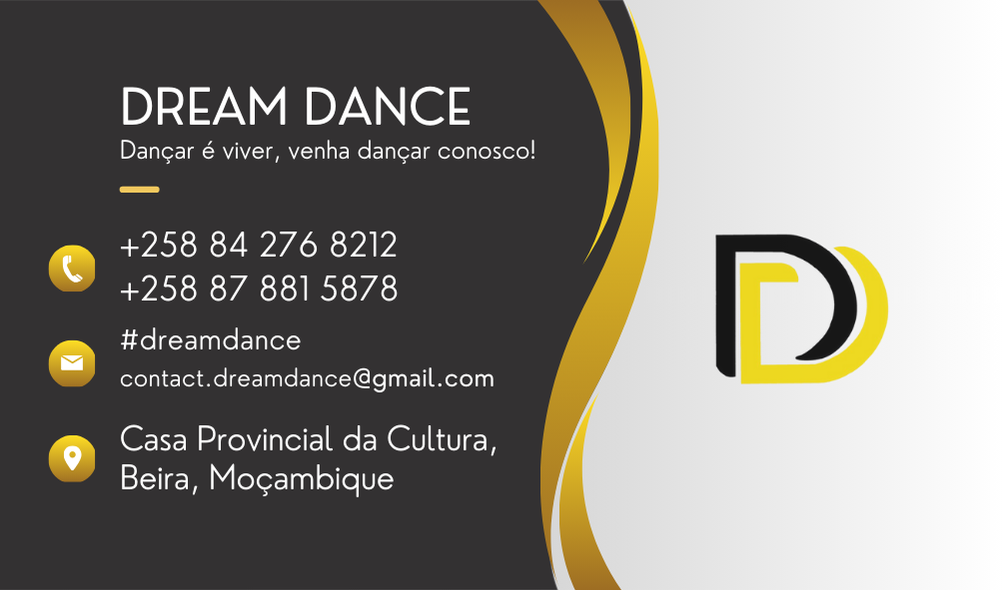 DREAM DANCE
Dançar é viver, venha dançar conosco!
+258 84 276 8212
+258 87 881 5878
#dreamdance
contact.dreamdance@gmail.com
Casa Provincial da Cultura,
Beira, Moçambique
DD